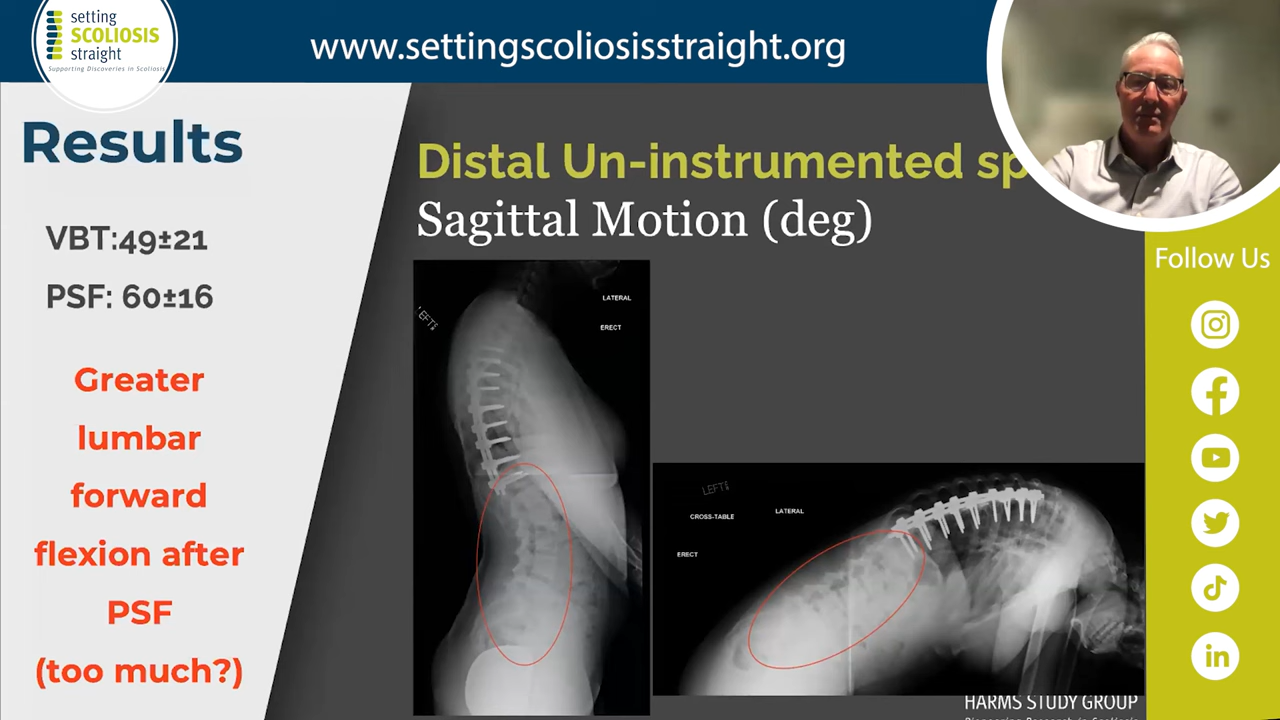 setting
SCOLIOSIS
straight
Supporting Discoveries in Scoliosis
www.settingscoliosisstraight.org
Results
VBT:49±21
PSF: 60±16
Greater
lumbar
forward
flexion after
PSF
(too much?)
Distal Un-instrumented sp
Sagittal Motion (deg)
LEFT
LATERAL
ERECT
LEFT
CROSS-TABLE
LATERAL
ERECT
HARMS STUDY GROUP
Follow Us
in